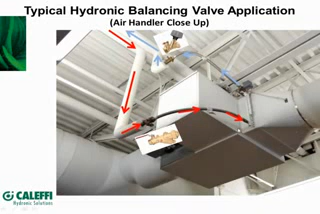 Typical Hydronic Balancing Valve Application
(Air Handler Close Up)
CALEFFI
Hydronic Solutions